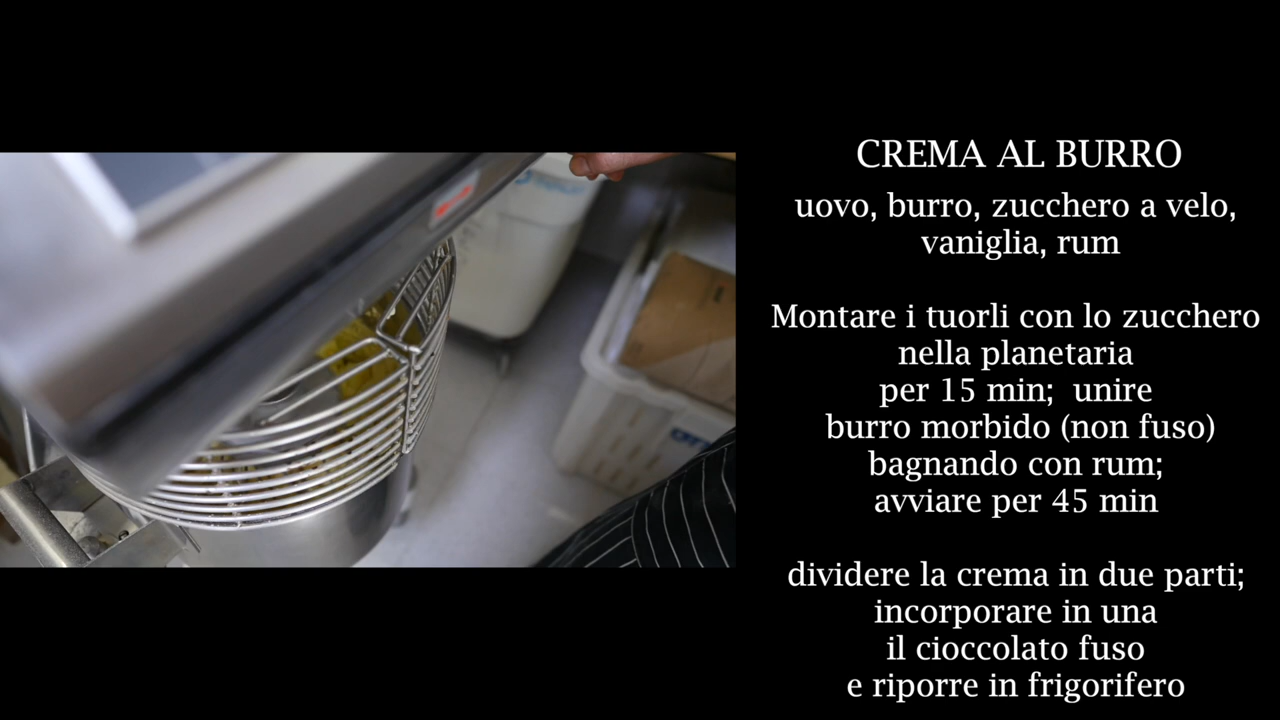 CREMA AL BURRO
uovo, burro, zucchero a velo,
vaniglia, rum
Montare i tuorli con lo zucchero
nella planetaria
per 15 min; unire
burro morbido (non fuso)
bagnando con rum;
avviare per 45 min
dividere la crema in due parti;
incorporare in una
il cioccolato fuso
e riporre in frigorifero